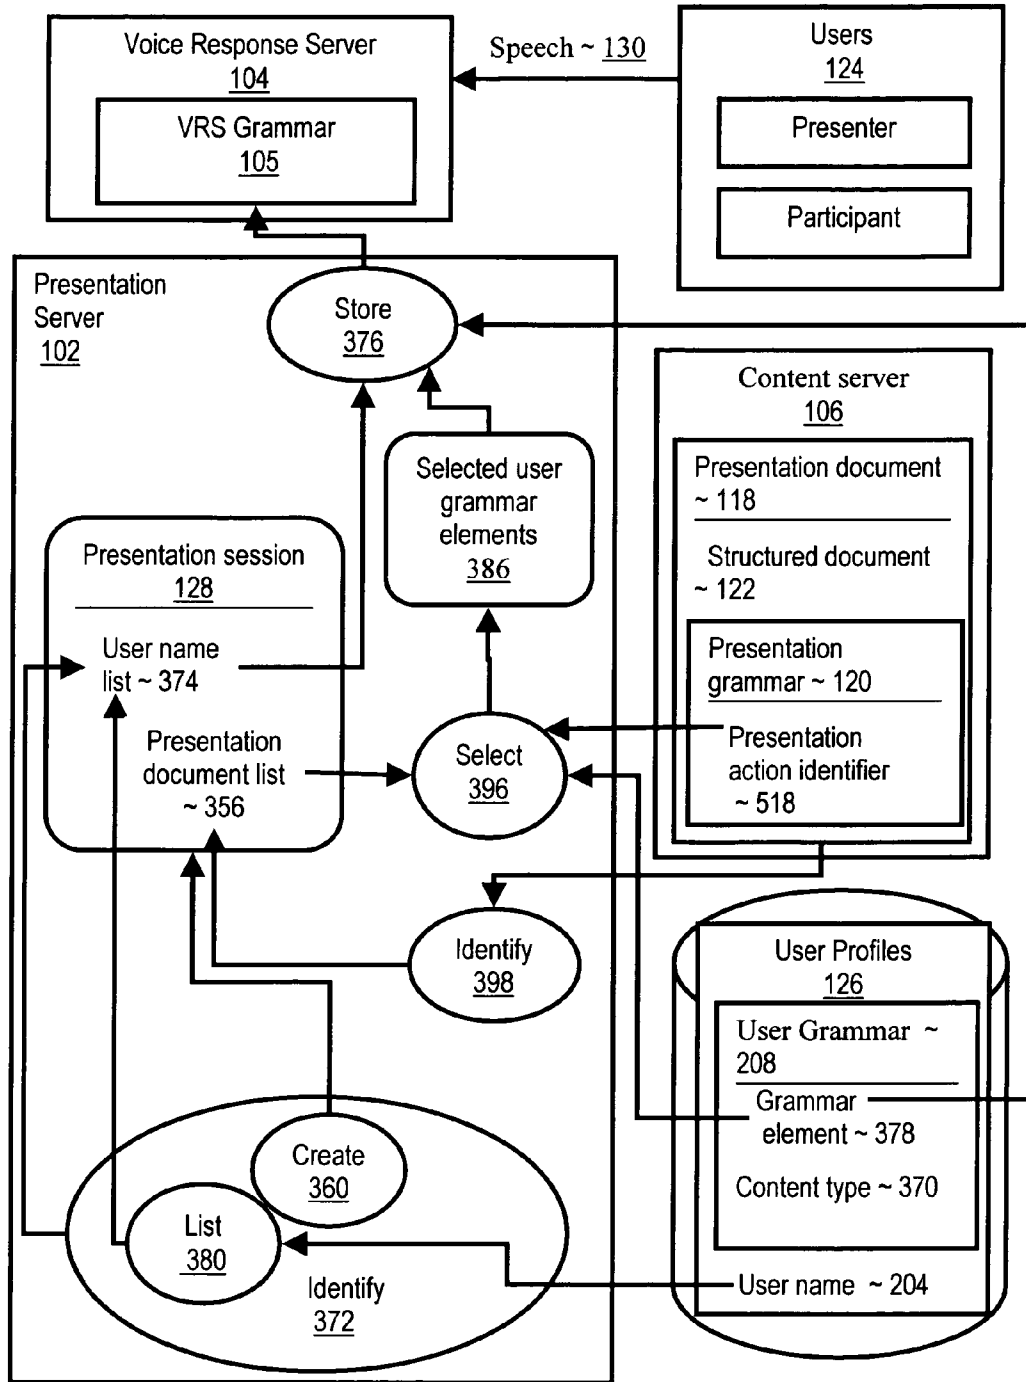 Voice Response Server
104
VRS Grammar
105
Speech ~ 130
Users
124
Presenter
Participant
Presentation
Server
102
Store
376
Content server
106
Presentation document
~ 118
Structured document
~ 122
Presentation
grammar ~ 120
Presentation
action identifier
~ 518
Selected user
grammar
elements
386
Presentation session
128
User name
list ~ 374
Presentation
document list
~ 356
Select
396
Identify
398
User Profiles
126
User Grammar ~
208
Grammar
element ~ 378
Content type ~ 370
User name ~ 204
Create
360
List
380
Identify
372